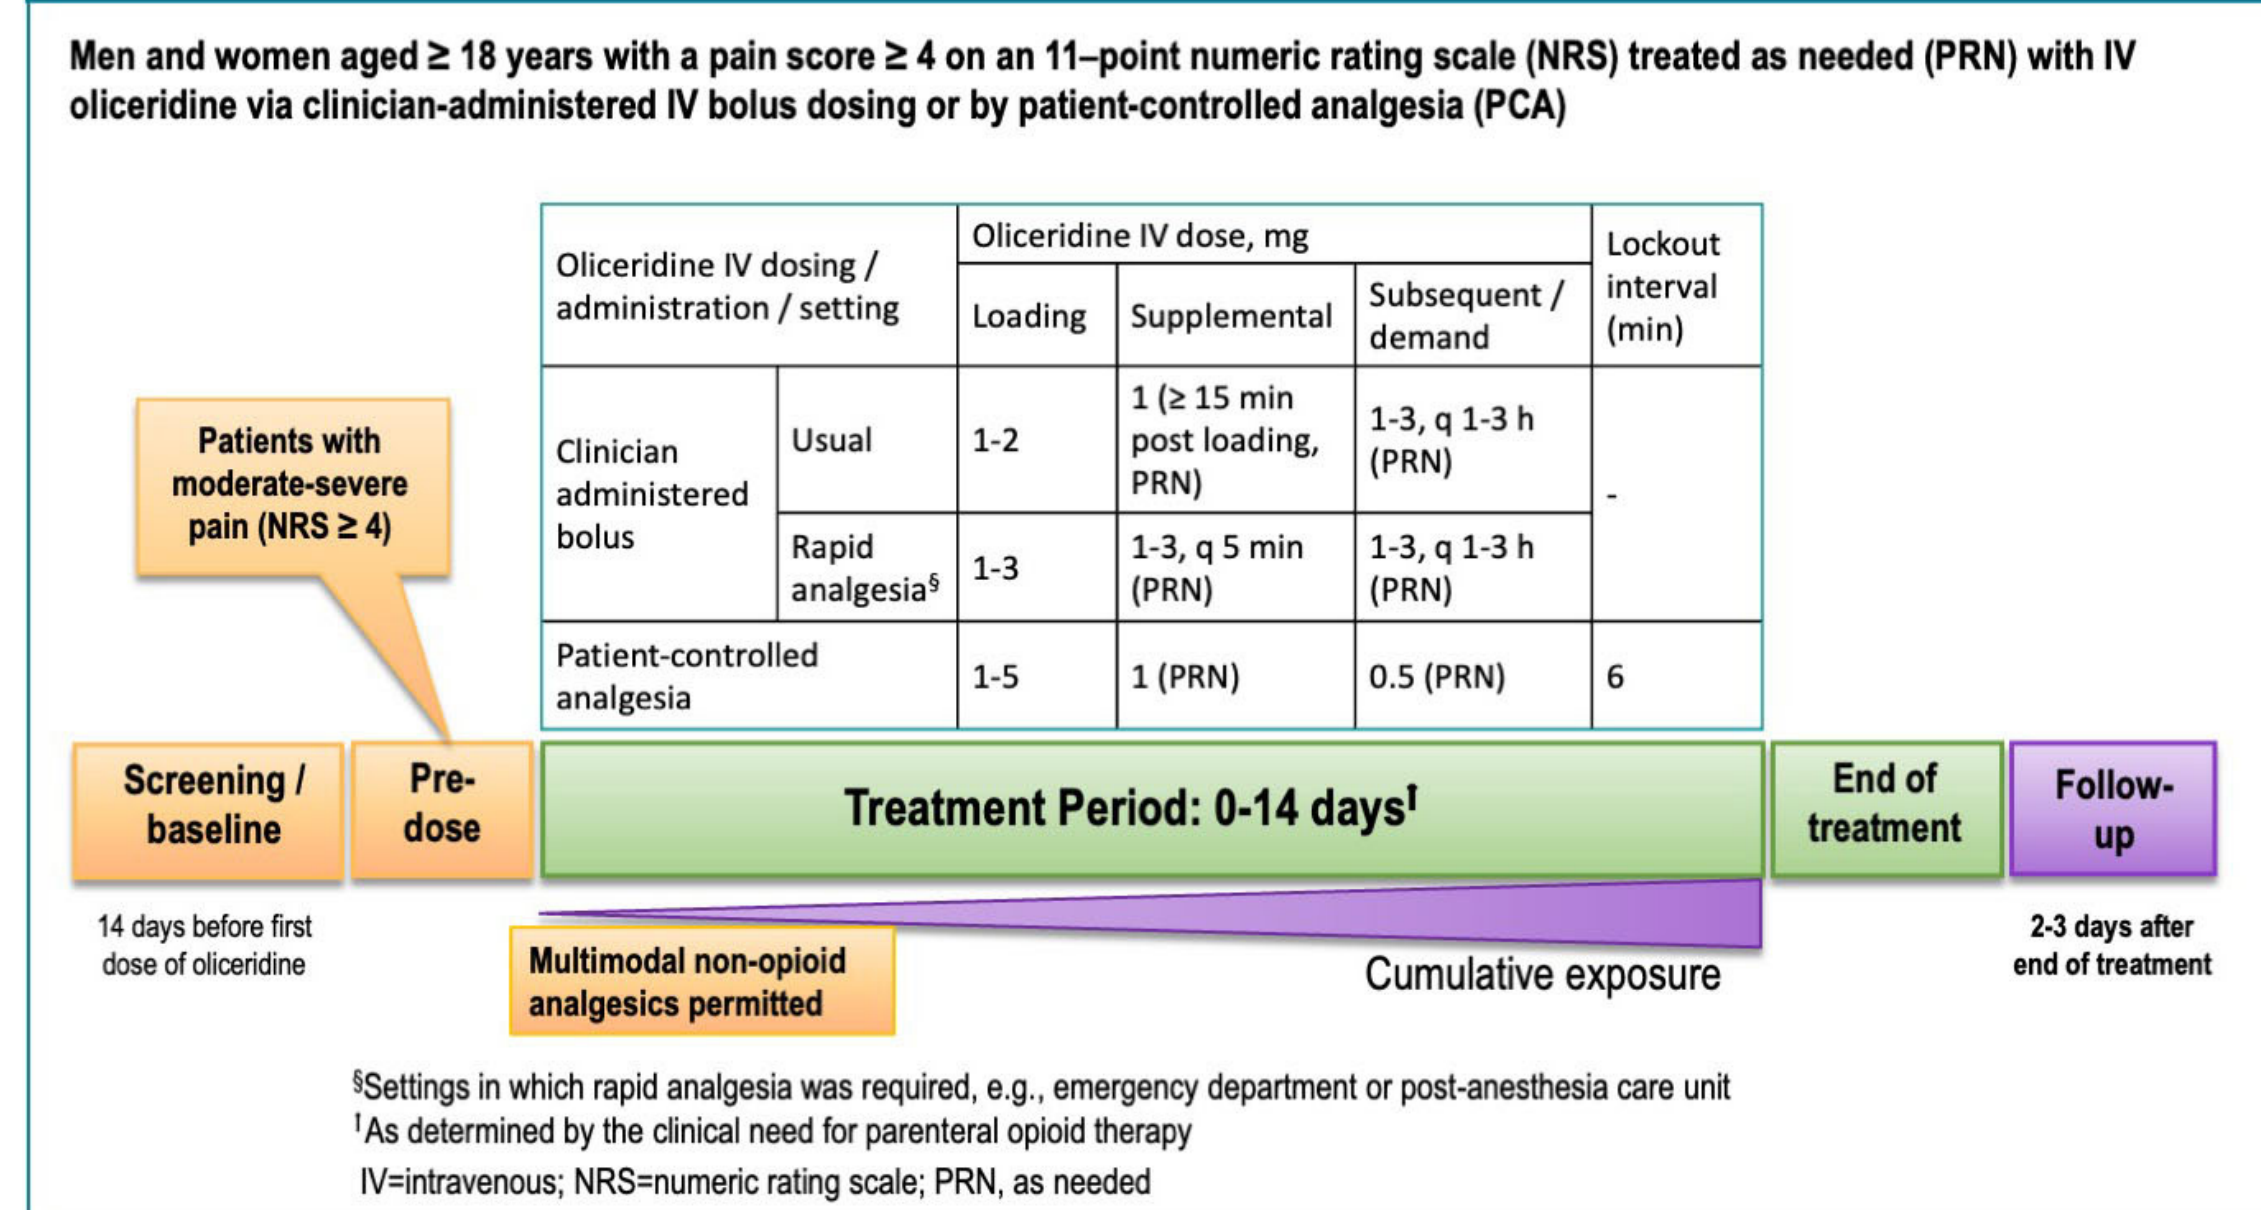 Men and women aged ≥ 18 years with a pain score ≥ 4 on an 11–point numeric rating scale (NRS) treated as needed (PRN) with IV
oliceridine via clinician-administered IV bolus dosing or by patient-controlled analgesia (PCA)
Oliceridine IV dosing /
administration / setting
Oliceridine IV dose, mg
Loading
Supplemental
Subsequent /
demand
Lockout
interval
(min)
Clinician
administered
bolus
Usual
1-2
1 (≥ 15 min
post loading,
PRN)
1-3, q 1-3 h
(PRN)
-
Rapid
analgesia§
1-3
1-3, q 5 min
(PRN)
1-3, q 1-3 h
(PRN)
Patient-controlled
analgesia
1-5
1 (PRN)
0.5 (PRN)
6
Patients with
moderate-severe
pain (NRS ≥ 4)
Screening /
baseline
Pre-
dose
Treatment Period: 0-14 days†
End of
treatment
Follow-
up
14 days before first
dose of oliceridine
Multimodal non-opioid
analgesics permitted
Cumulative exposure
2-3 days after
end of treatment
§Settings in which rapid analgesia was required, e.g., emergency department or post-anesthesia care unit
†As determined by the clinical need for parenteral opioid therapy
IV=intravenous; NRS=numeric rating scale; PRN, as needed